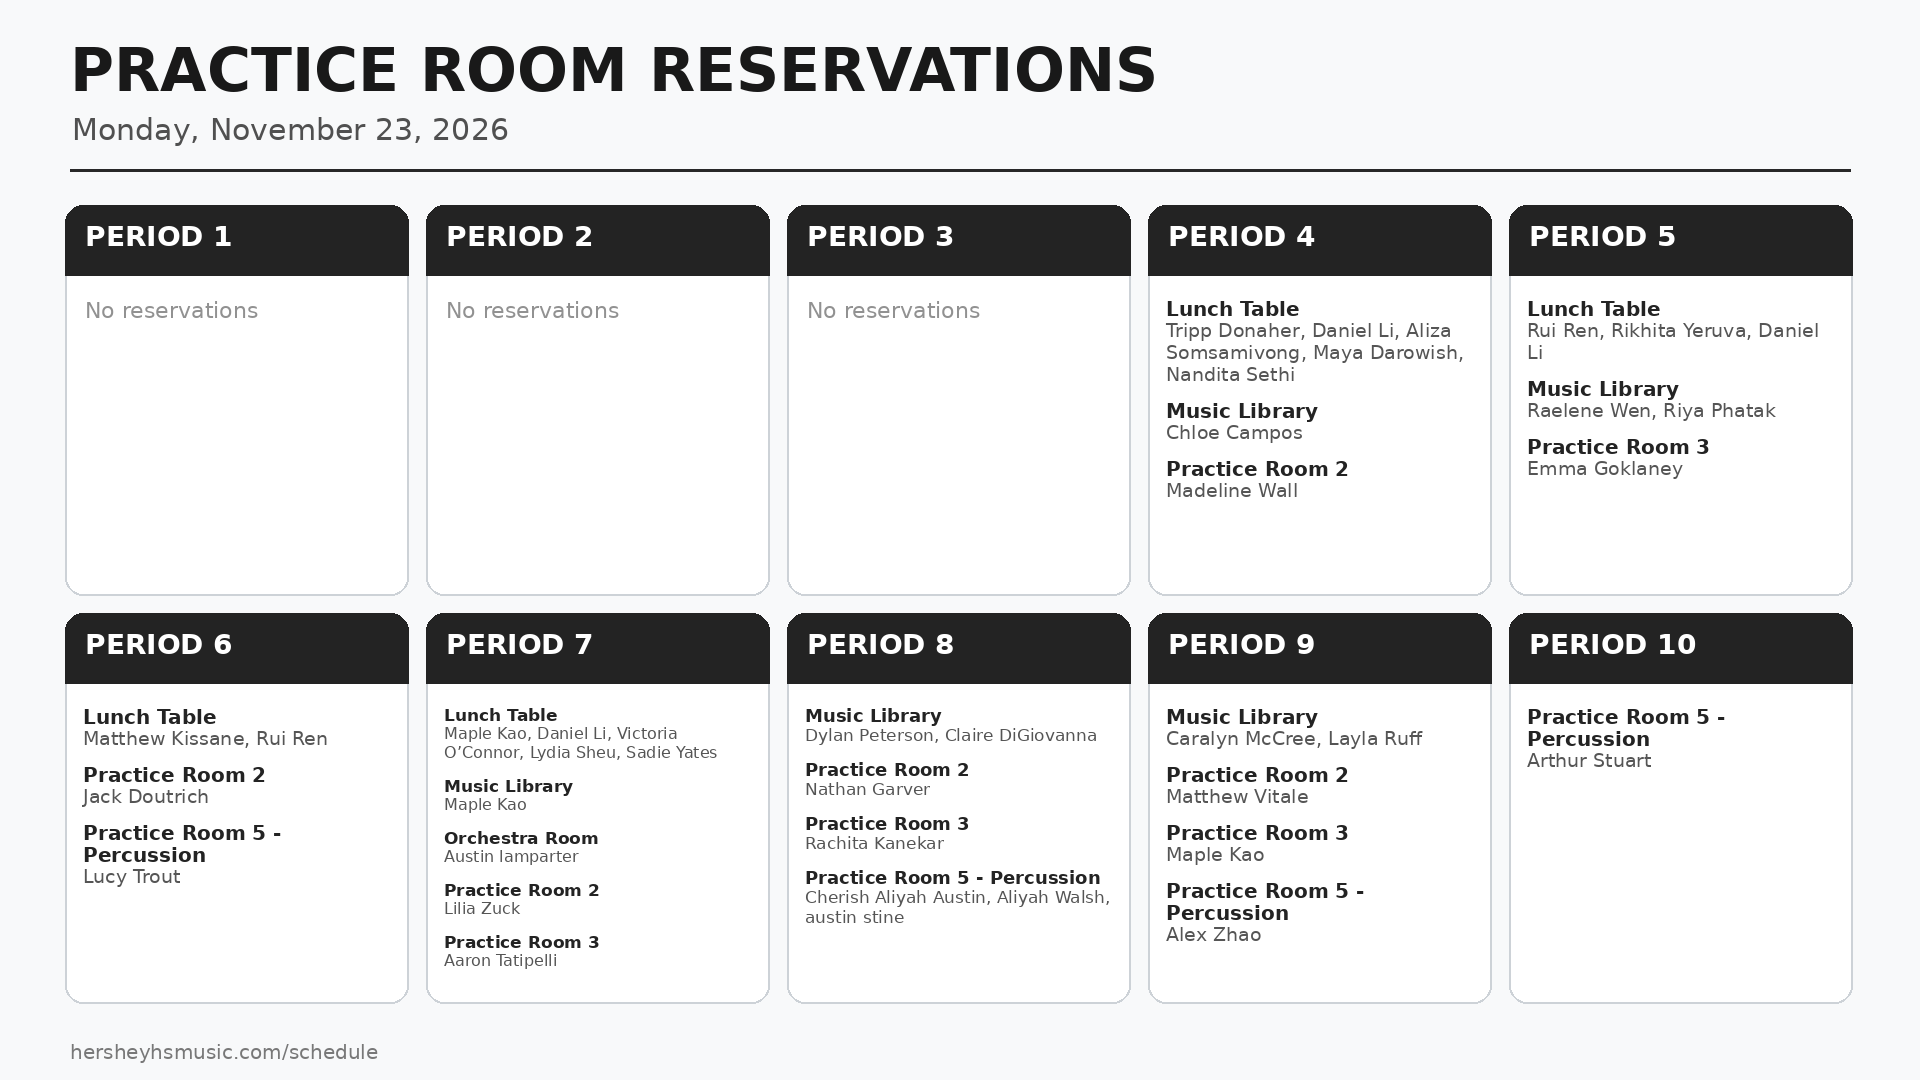 PRACTICE ROOM RESERVATIONS
Monday, November 23, 2026
PERIOD 1
No reservations
PERIOD 2
No reservations
PERIOD 3
No reservations
PERIOD 4
Lunch Table
Tripp Donaher, Daniel Li, Aliza
Somsamivong, Maya Darowish,
Nandita Sethi
Music Library
Chloe Campos
Practice Room 2
Madeline Wall
PERIOD 5
Lunch Table
Rui Ren, Rikhita Yeruva, Daniel
Li
Music Library
Raelene Wen, Riya Phatak
Practice Room 3
Emma Goklaney
PERIOD 6
Lunch Table
Matthew Kissane, Rui Ren
Practice Room 2
Jack Doutrich
Practice Room 5 -
Percussion
Lucy Trout
PERIOD 7
Lunch Table
Maple Kao, Daniel Li, Victoria
O’Connor, Lydia Sheu, Sadie Yates
Music Library
Maple Kao
Orchestra Room
Austin lamparter
Practice Room 2
Lilia Zuck
Practice Room 3
Aaron Tatipelli
PERIOD 8
Music Library
Dylan Peterson, Claire DiGiovanna
Practice Room 2
Nathan Garver
Practice Room 3
Rachita Kanekar
Practice Room 5 - Percussion
Cherish Aliyah Austin, Aliyah Walsh,
austin stine
PERIOD 9
Music Library
Caralyn McCree, Layla Ruff
Practice Room 2
Matthew Vitale
Practice Room 3
Maple Kao
Practice Room 5 -
Percussion
Alex Zhao
PERIOD 10
Practice Room 5 -
Percussion
Arthur Stuart
hersheyhsmusic.com/schedule